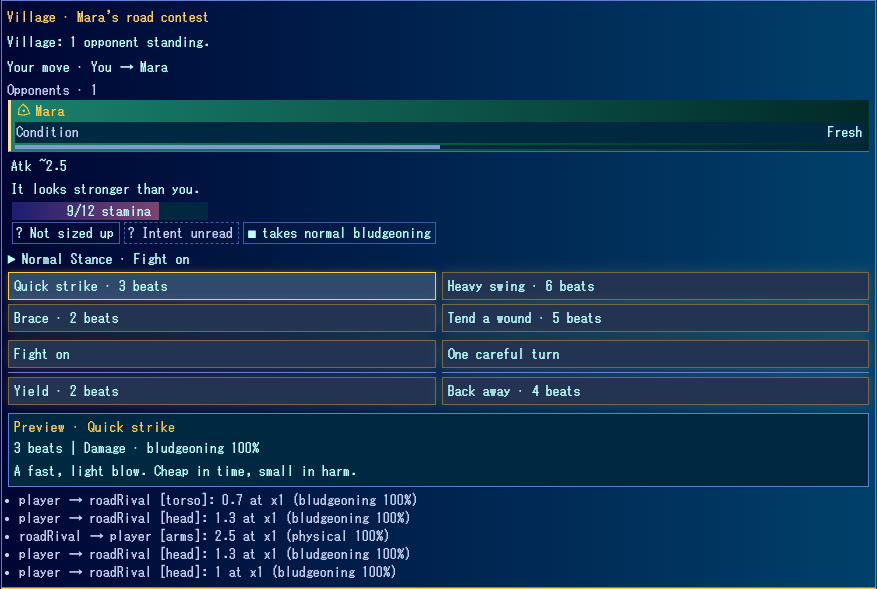 Village · Mara's road contest
Village: 1 opponent standing.
Your move · You → Mara
Opponents · 1
Mara
Condition Fresh
Atk ~2.5
It looks stronger than you.
9/12 stamina
? Not sized up ? Intent unread ■ takes normal bludgeoning
▶ Normal Stance · Fight on
Quick strike · 3 beats Heavy swing · 6 beats
Brace · 2 beats Tend a wound · 5 beats
Fight on One careful turn
Yield · 2 beats Back away · 4 beats
Preview · Quick strike
3 beats | Damage · bludgeoning 100%
A fast, light blow. Cheap in time, small in harm.
• player → roadRival [torso]: 0.7 at x1 (bludgeoning 100%)
• player → roadRival [head]: 1.3 at x1 (bludgeoning 100%)
• roadRival → player [arms]: 2.5 at x1 (physical 100%)
• player → roadRival [head]: 1.3 at x1 (bludgeoning 100%)
• player → roadRival [head]: 1 at x1 (bludgeoning 100%)